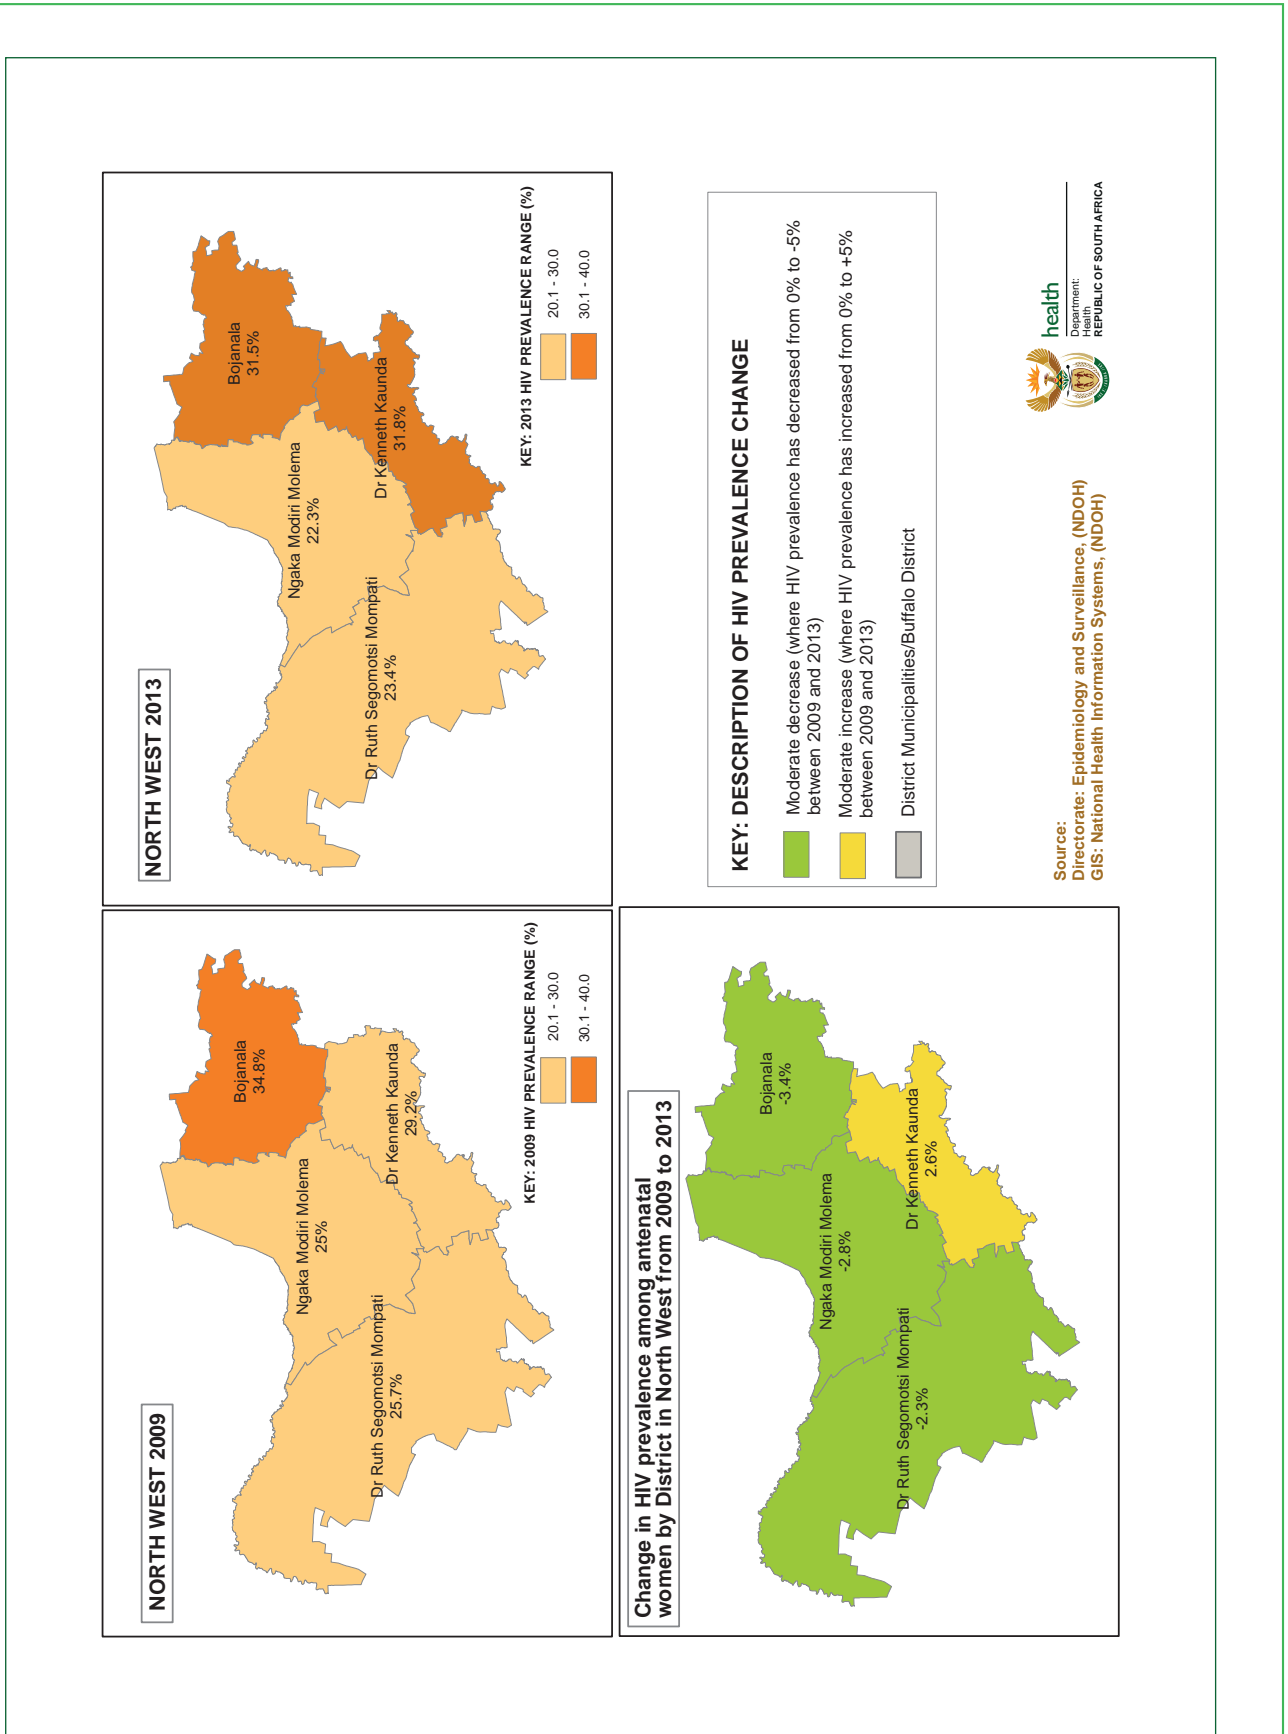 NORTH WEST 2009
Bojanala
34.8%
Ngaka Modiri Molema
25%
Dr Kenneth Kaunda
29.2%
Dr Ruth Segomotsi Mompati
25.7%
KEY: 2009 HIV PREVALENCE RANGE (%)
20.1 - 30.0
30.1 - 40.0
NORTH WEST 2013
Bojanala
31.5%
Ngaka Modiri Molema
22.3%
Dr Kenneth Kaunda
31.8%
Dr Ruth Segomotsi Mompati
23.4%
KEY: 2013 HIV PREVALENCE RANGE (%)
20.1 - 30.0
30.1 - 40.0
Change in HIV prevalence among antenatal
women by District in North West from 2009 to 2013
Bojanala
-3.4%
Ngaka Modiri Molema
-2.8%
Dr Kenneth Kaunda
2.6%
Dr Ruth Segomotsi Mompati
-2.3%
KEY: DESCRIPTION OF HIV PREVALENCE CHANGE
Moderate decrease (where HIV prevalence has decreased from 0% to -5%
between 2009 and 2013)
Moderate increase (where HIV prevalence has increased from 0% to +5%
between 2009 and 2013)
District Municipalities/Buffalo District
Source:
Directorate: Epidemiology and Surveillance, (NDOH)
GIS: National Health Information Systems, (NDOH)
health
Department:
Health
REPUBLIC OF SOUTH AFRICA